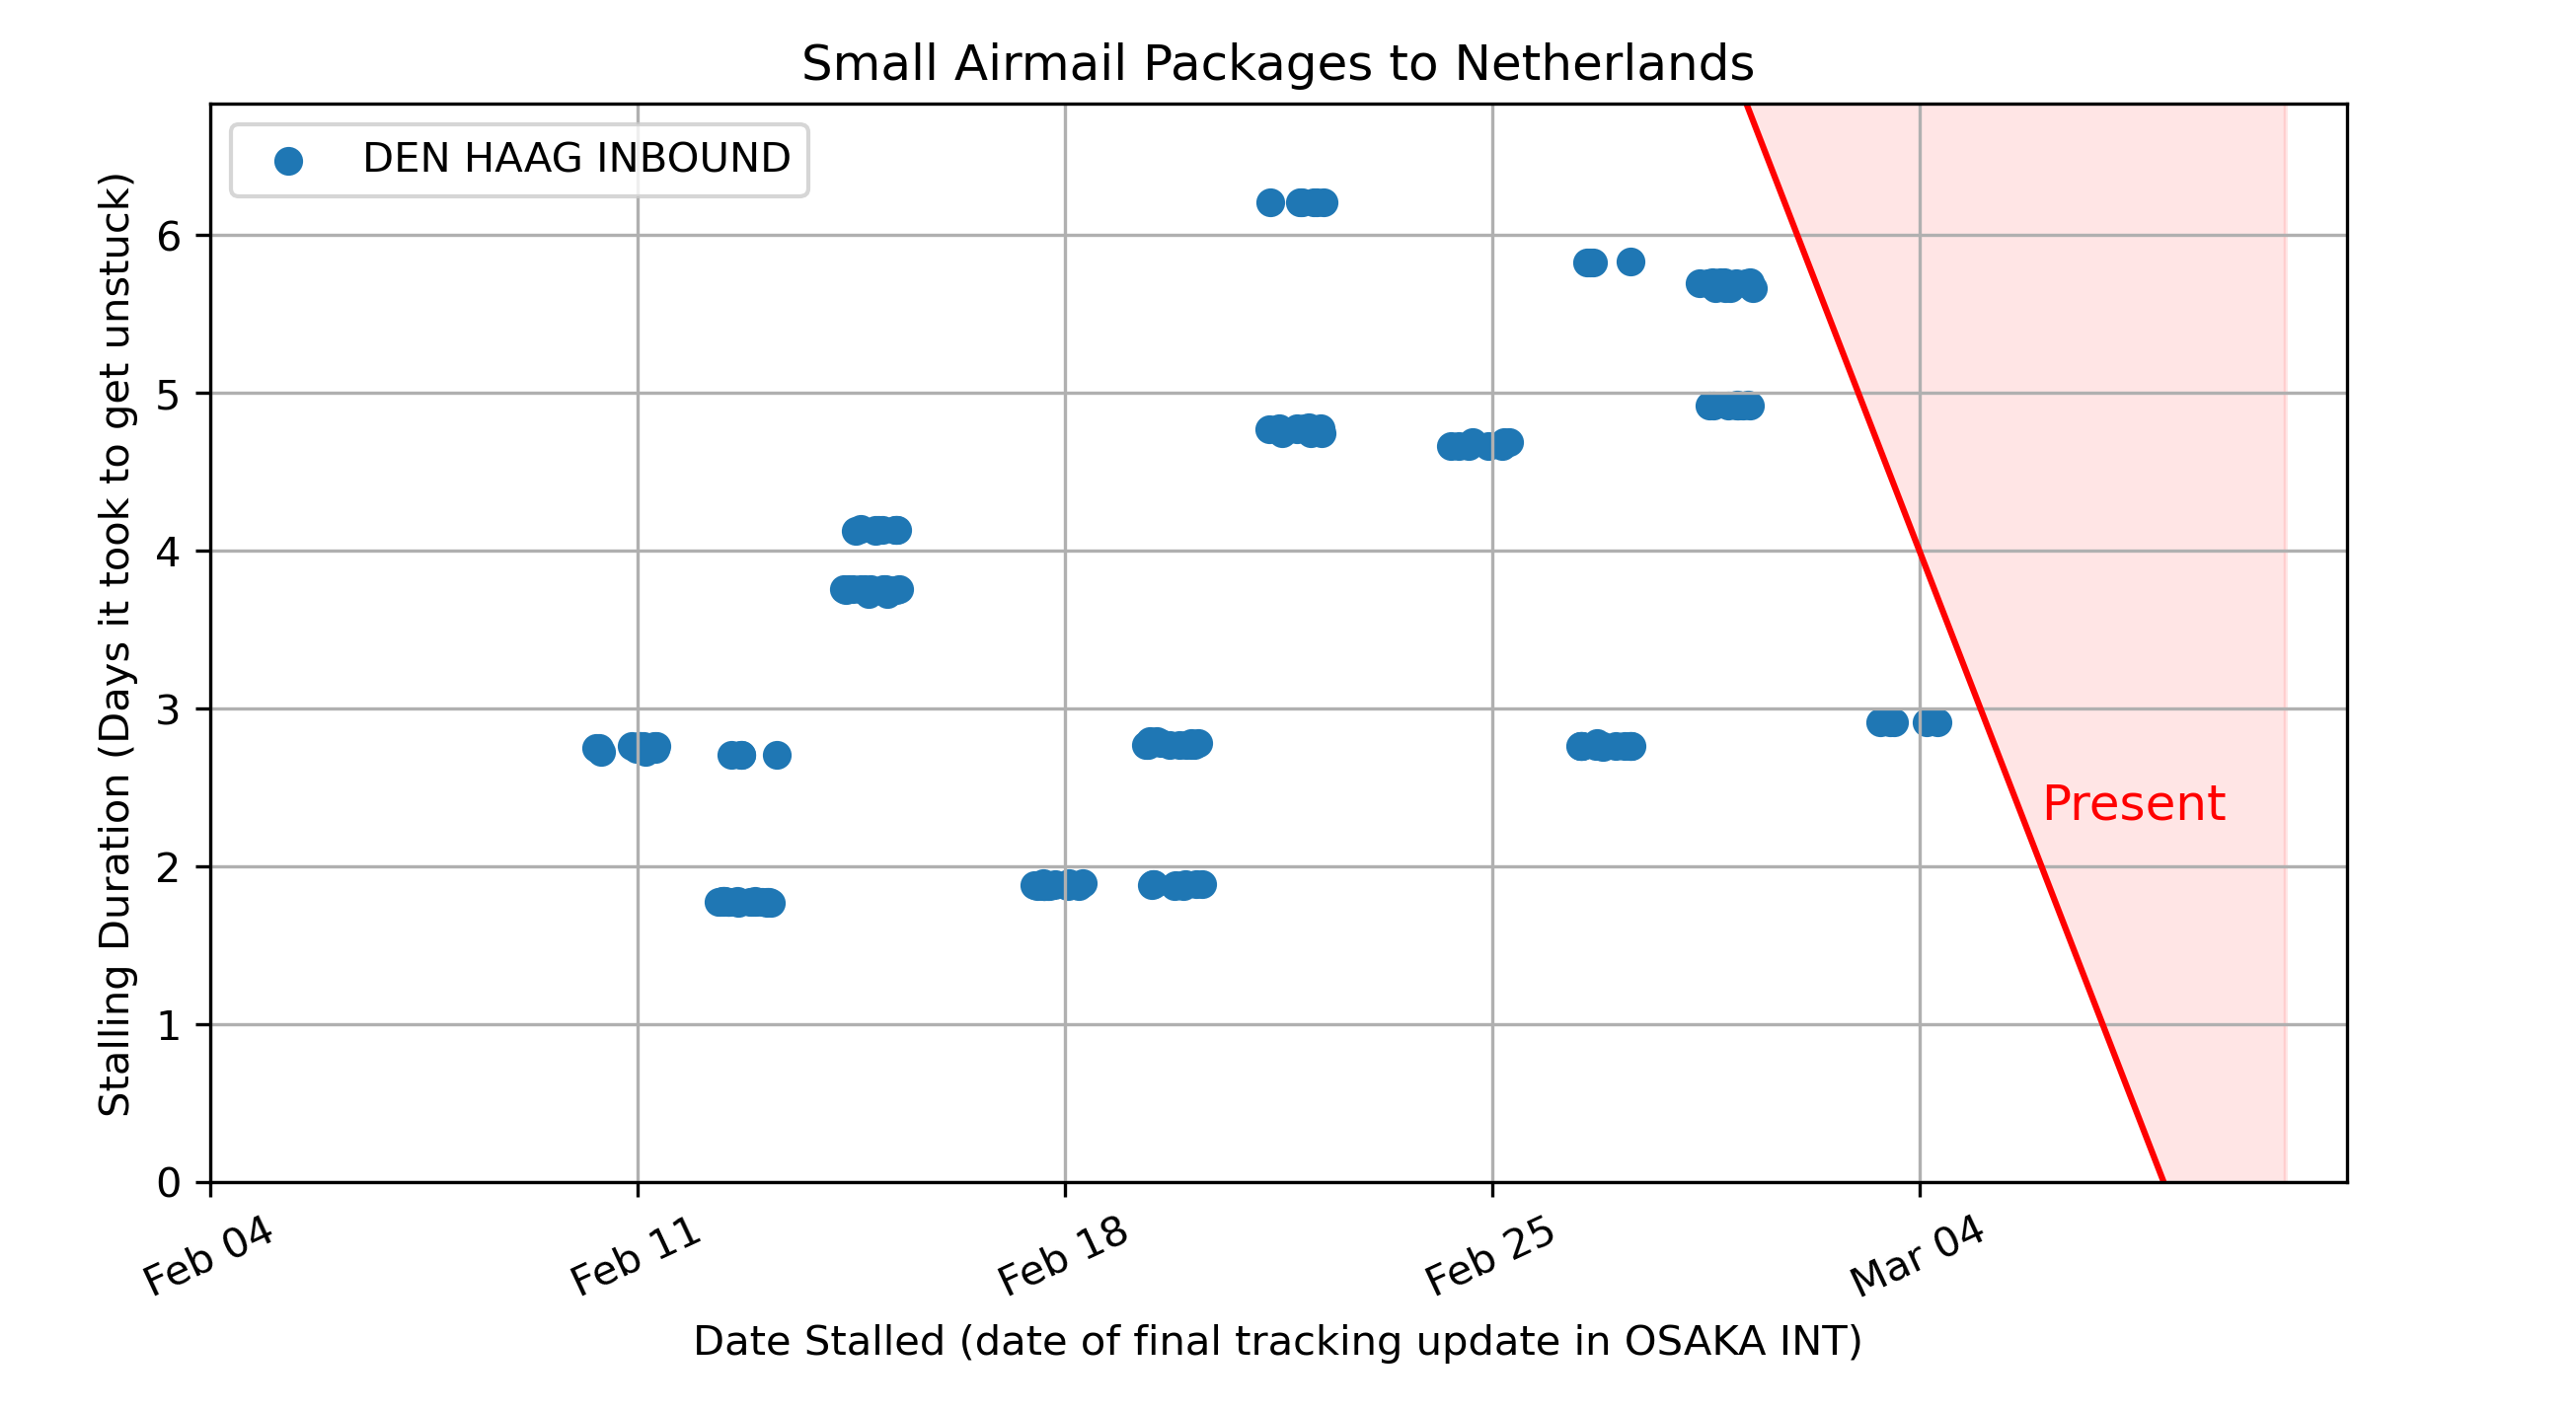 Small Airmail Packages to Netherlands
DEN HAAG INBOUND
Stalling Duration (Days it took to get unstuck)
6
5
4
3
2
1
0
Present
Feb 04
Feb 11
Feb 18
Feb 25
Mar 04
Date Stalled (date of final tracking update in OSAKA INT)